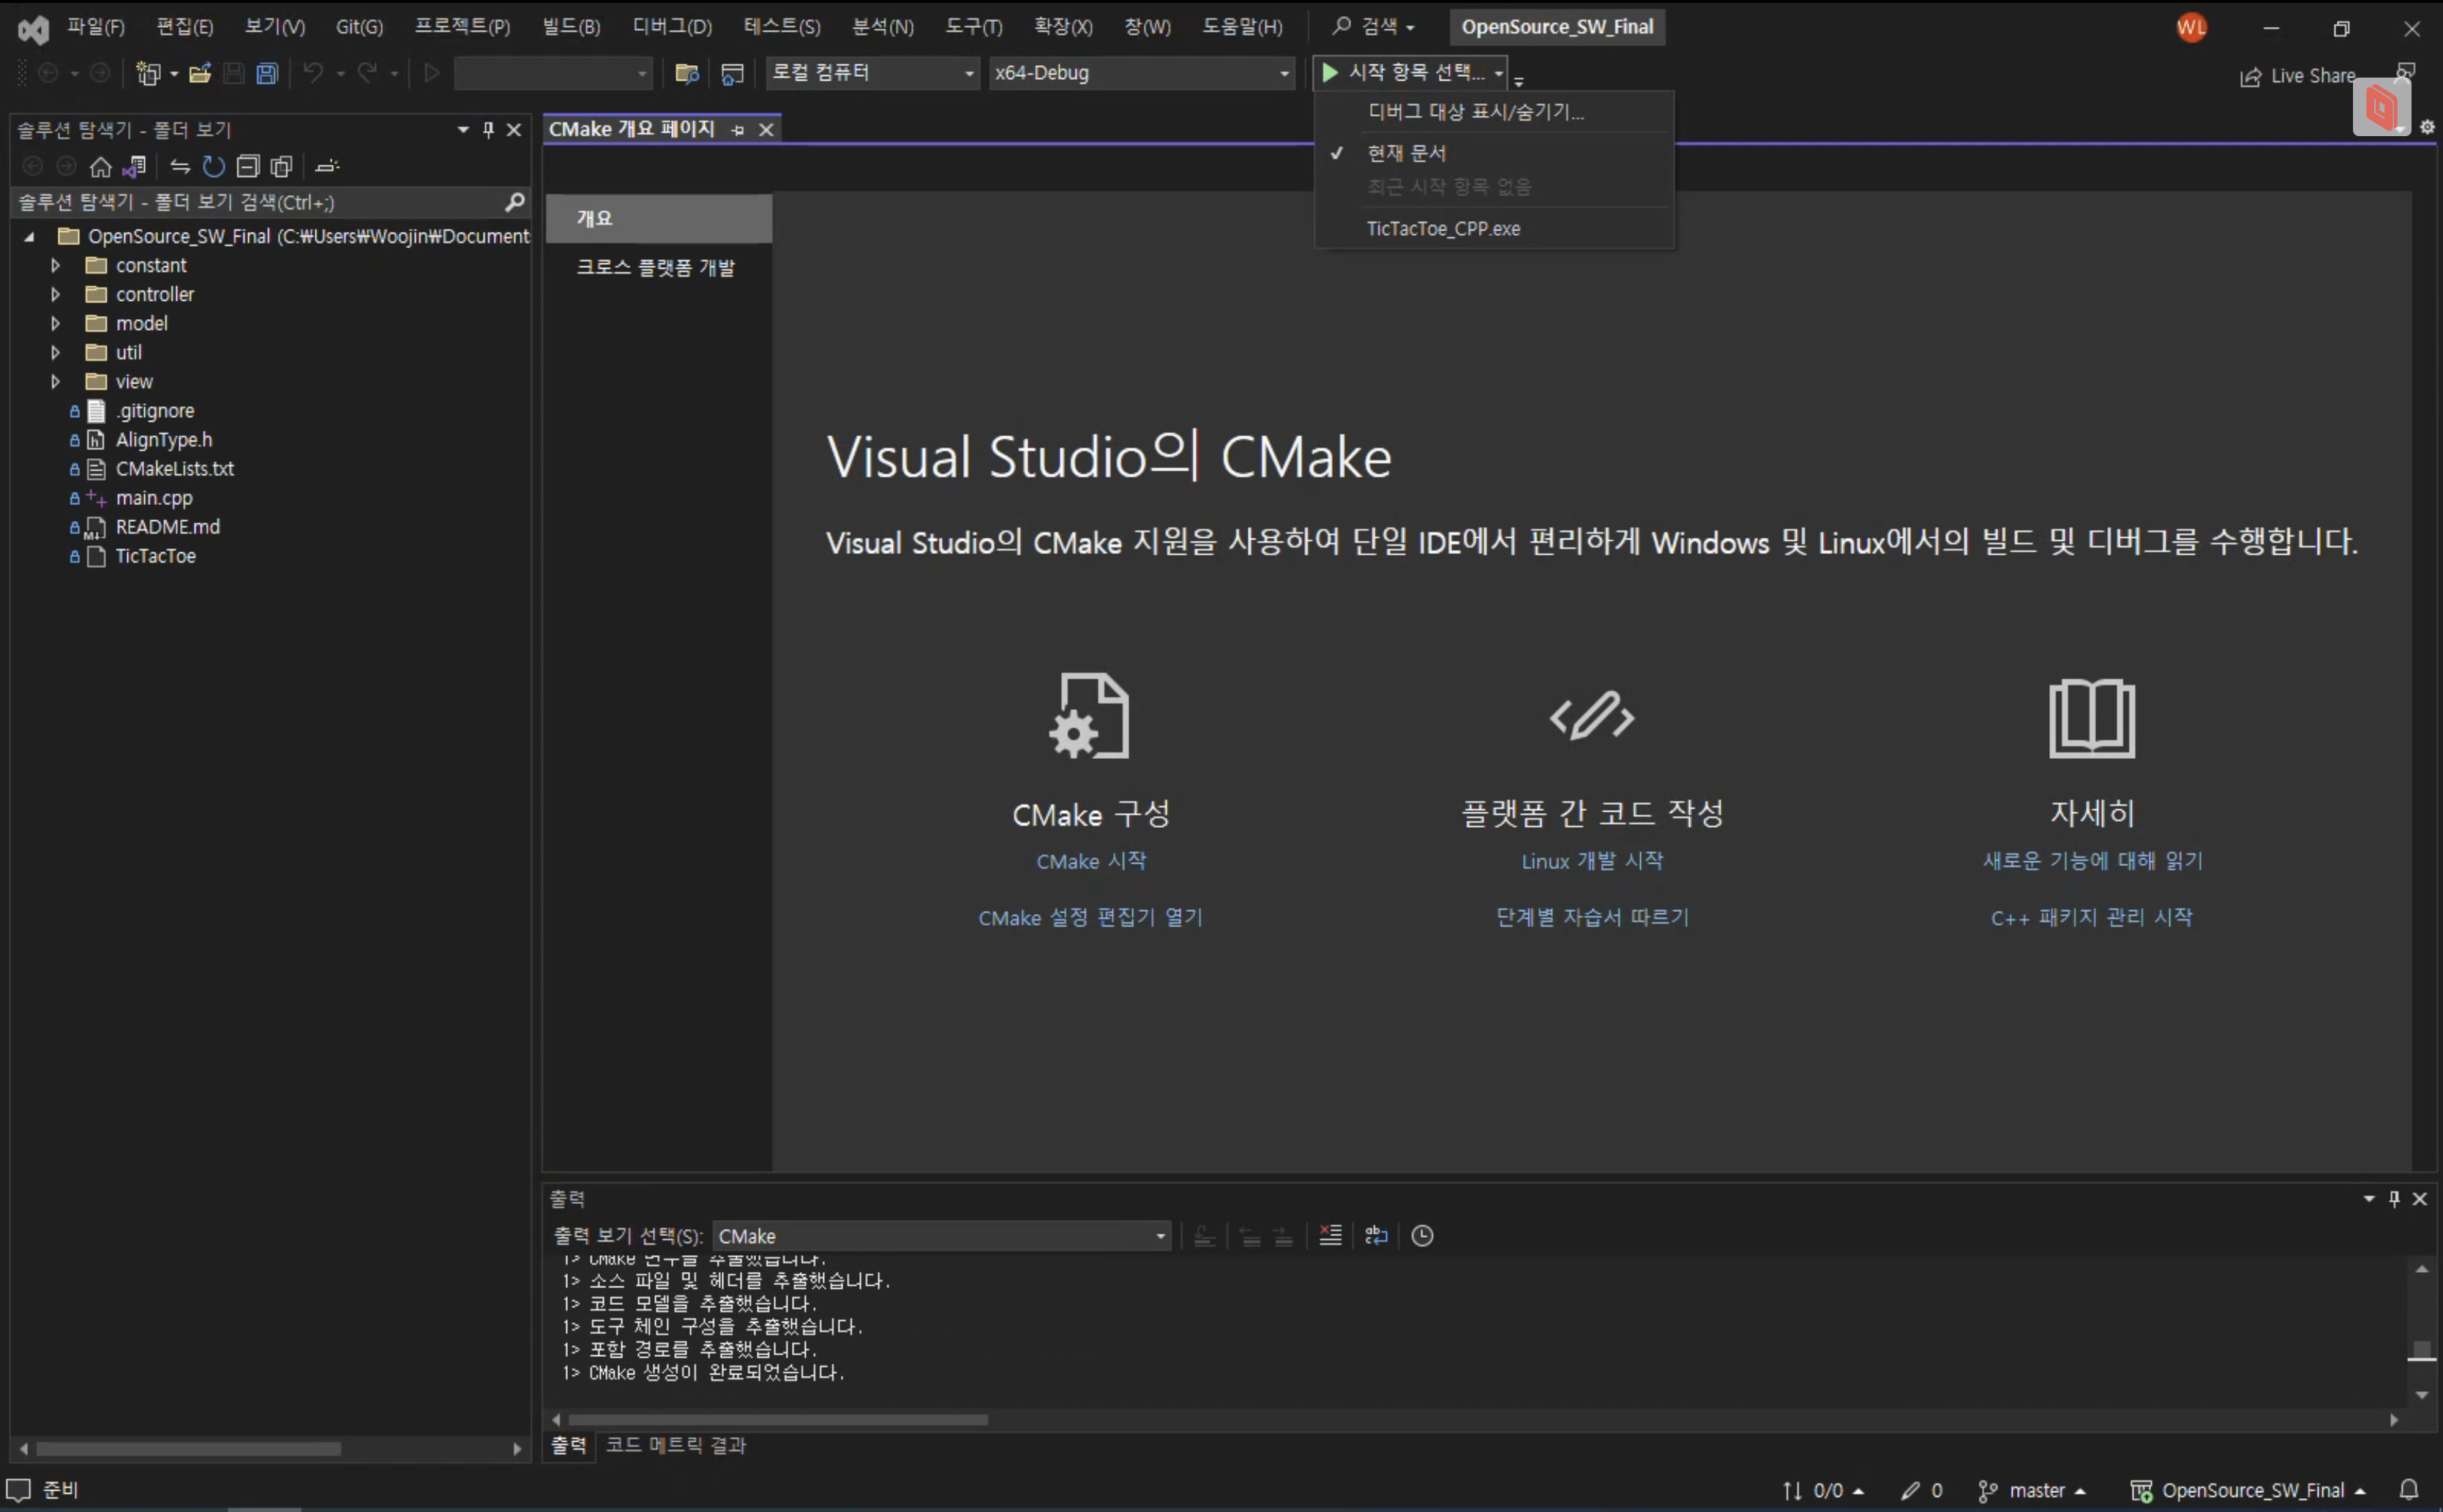 파일(F) 편집(E) 보기(V) Git(G) 프로젝트(P) 빌드(B) 디버그(D) 테스트(S) 분석(N) 도구(T) 확장(X) 창(W) 도움말(H) 검색 OpenSource_SW_Final WL
로컬 컴퓨터 x64-Debug 시작 항목 선택... Live Share
디버그 대상 표시/숨기기...
현재 문서
최근 시작 항목 없음
TicTacToe_CPP.exe
솔루션 탐색기 - 폴더 보기
솔루션 탐색기 - 폴더 보기 검색(Ctrl+;)
OpenSource_SW_Final (C:₩Users₩Woojin₩Document
constant
controller
model
util
view
.gitignore
AlignType.h
CMakeLists.txt
main.cpp
README.md
TicTacToe
CMake 개요 페이지
개요
크로스 플랫폼 개발
Visual Studio의 CMake
Visual Studio의 CMake 지원을 사용하여 단일 IDE에서 편리하게 Windows 및 Linux에서의 빌드 및 디버그를 수행합니다.
CMake 구성
CMake 시작
CMake 설정 편집기 열기
플랫폼 간 코드 작성
Linux 개발 시작
단계별 자습서 따르기
자세히
새로운 기능에 대해 읽기
C++ 패키지 관리 시작
출력
출력 보기 선택(S): CMake
1> CMake 변수를 추출했습니다.
1> 소스 파일 및 헤더를 추출했습니다.
1> 코드 모델을 추출했습니다.
1> 도구 체인 구성을 추출했습니다.
1> 포함 경로를 추출했습니다.
1> CMake 생성이 완료되었습니다.
출력 코드 메트릭 결과
준비 0/0 0 master OpenSource_SW_Final